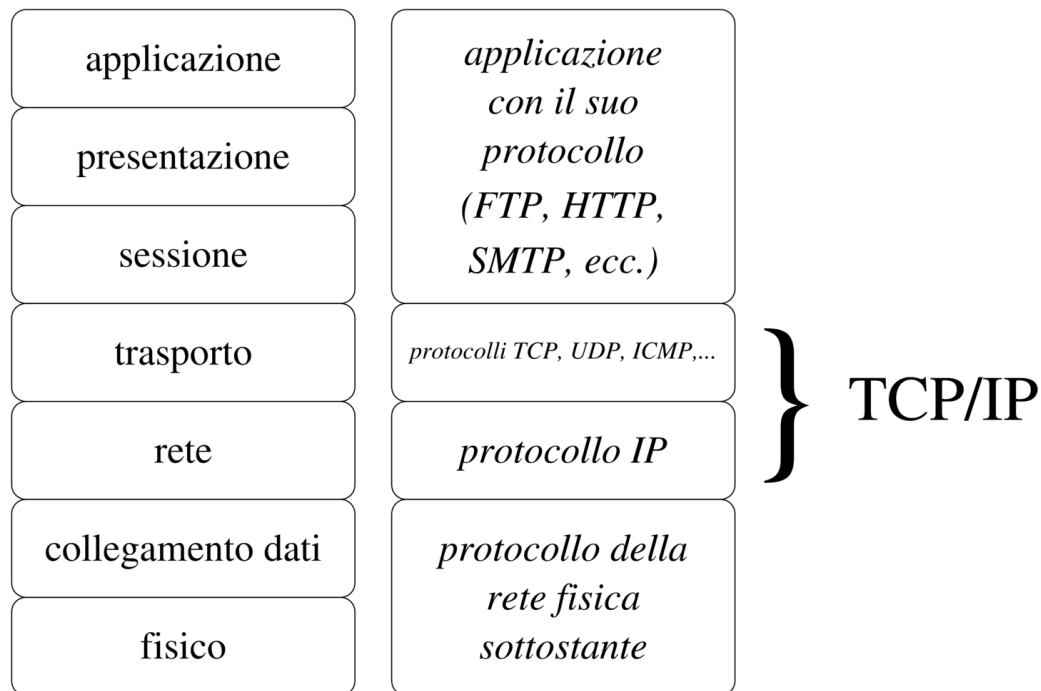 applicazione
presentazione
sessione
trasporto
rete
collegamento dati
fisico
applicazione
con il suo
protocollo
(FTP, HTTP,
SMTP, ecc.)
protocolli TCP, UDP, ICMP,...
protocollo IP
protocollo della
rete fisica
sottostante
TCP/IP